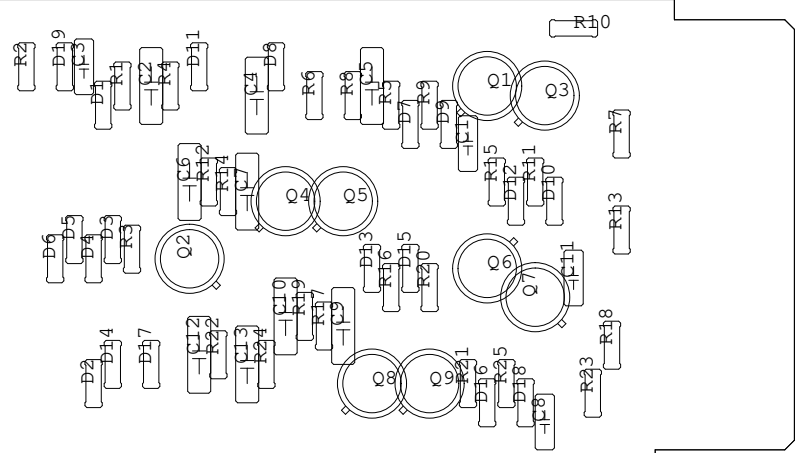 R10
R2
D19
C3
D1
R1
C2
R4
D11
C4
D8
R6
R8
C5
R5
D7
R9
D9
C1
Q1
Q3
R7
C6
R12
R14
C7
Q4
Q5
R15
D12
R11
D10
R13
D6
D5
D4
D3
R3
Q2
D13
R16
D15
R20
Q6
Q7
C11
C10
R19
R17
C9
R18
D2
D14
D17
C12
R22
C13
R24
Q8
Q9
R21
D16
R25
D18
C8
R23